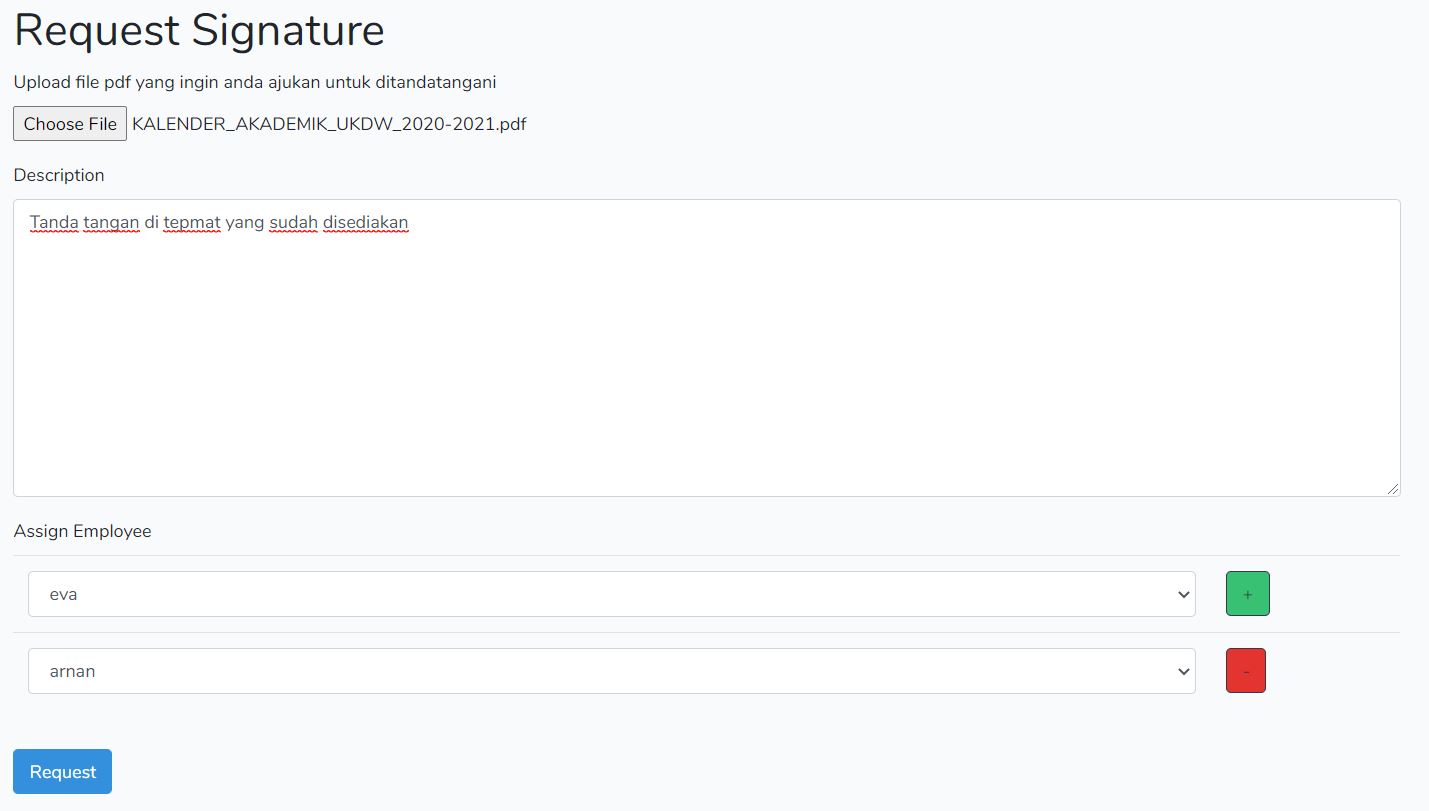 Request Signature
Upload file pdf yang ingin anda ajukan untuk ditandatangani
Choose File KALENDER_AKADEMIK_UKDW_2020-2021.pdf
Description
Tanda tangan di tepmat yang sudah disediakan
Assign Employee
eva +
arnan -
Request